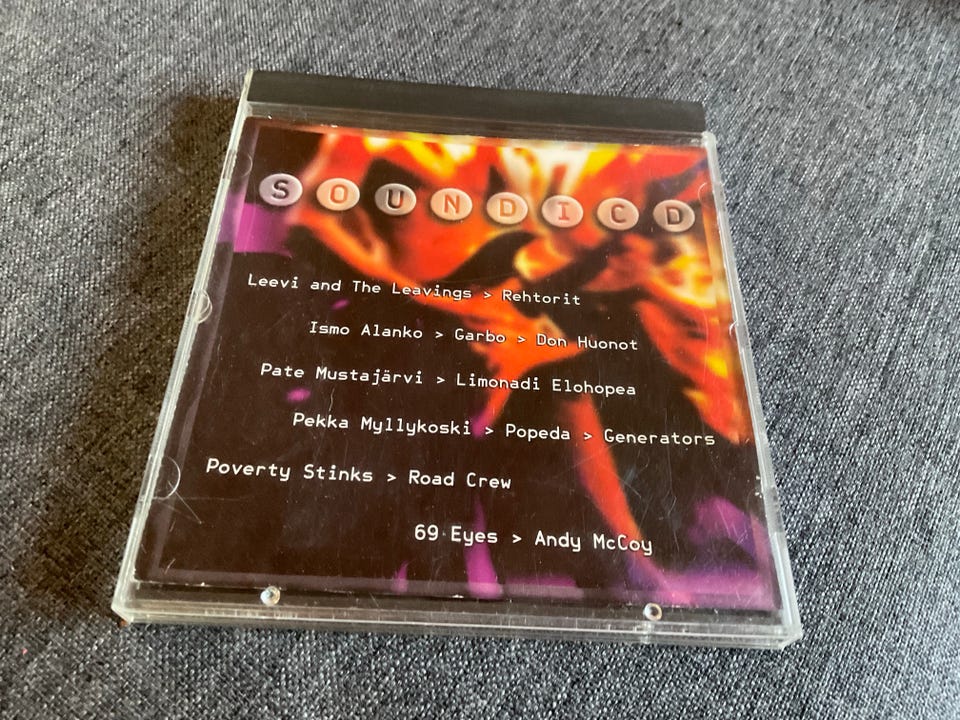 SOUNDICD
Leevi and The Leavings > Rehtorit
Ismo Alanko > Garbo > Don Huonot
Pate Mustajärvi > Limonadi Elohopea
Pekka Myllykoski > Popeda > Generators
Poverty Stinks > Road Crew
69 Eyes > Andy McCoy